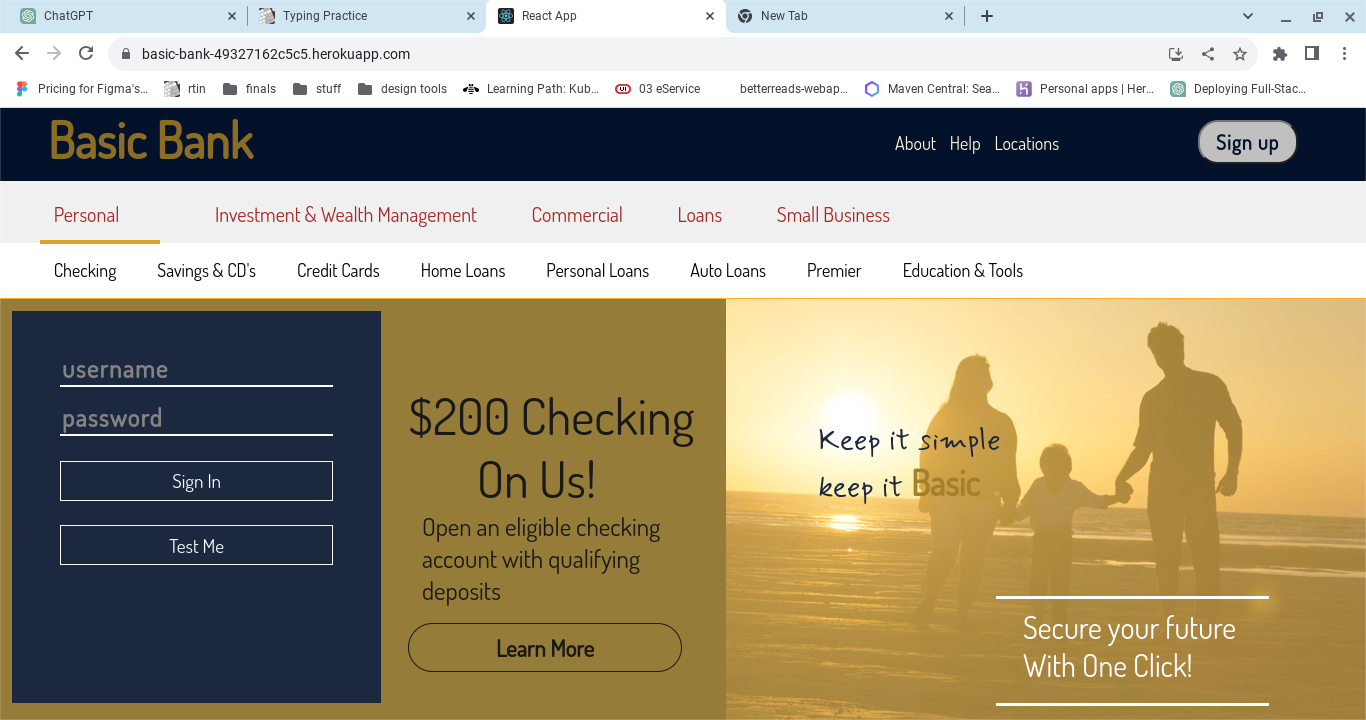 ChatGPT
Typing Practice
React App
New Tab
basic-bank-49327162c5c5.herokuapp.com
Pricing for Figma's...
rtin
finals
stuff
design tools
Learning Path: Kub...
03 eService
betterreads-webap...
Maven Central: Sea...
Personal apps | Her...
Deploying Full-Stac...
Basic Bank
About Help Locations
Sign up
Personal Investment & Wealth Management Commercial Loans Small Business
Checking Savings & CD's Credit Cards Home Loans Personal Loans Auto Loans Premier Education & Tools
username
password
Sign In
Test Me
$200 Checking
On Us!
Open an eligible checking
account with qualifying
deposits
Learn More
Keep it simple
keep it Basic
Secure your future
With One Click!